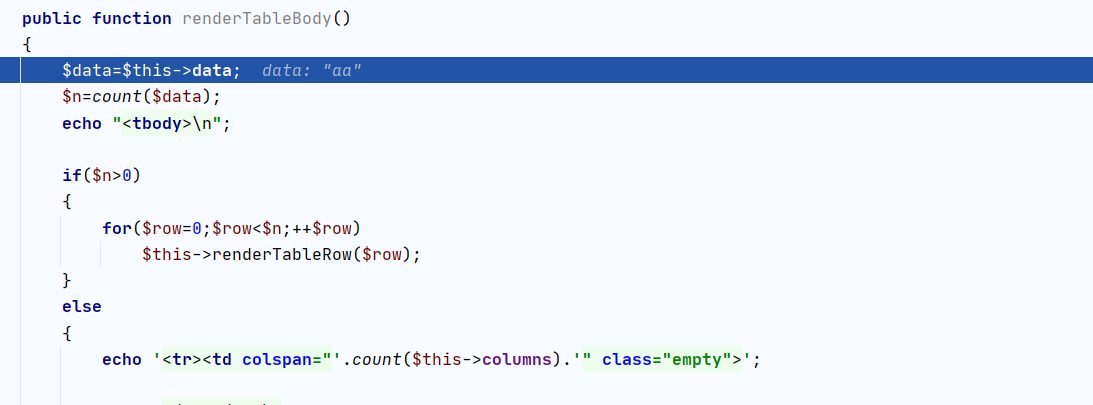 public function renderTableBody()
{
$data=$this->data; data: "aa"
$n=count($data);
echo "<tbody>\n";
if($n>0)
{
for($row=0;$row<$n;++$row)
$this->renderTableRow($row);
}
else
{
echo '<tr><td colspan="'.count($this->columns).'" class="empty">';